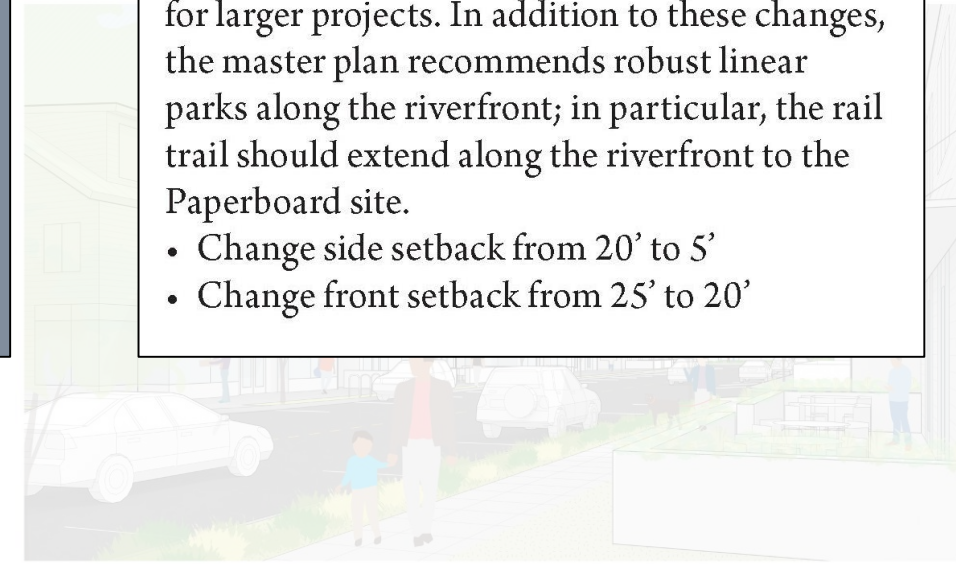 for larger projects. In addition to these changes,
the master plan recommends robust linear
parks along the riverfront; in particular, the rail
trail should extend along the riverfront to the
Paperboard site.
• Change side setback from 20’ to 5’
• Change front setback from 25’ to 20’